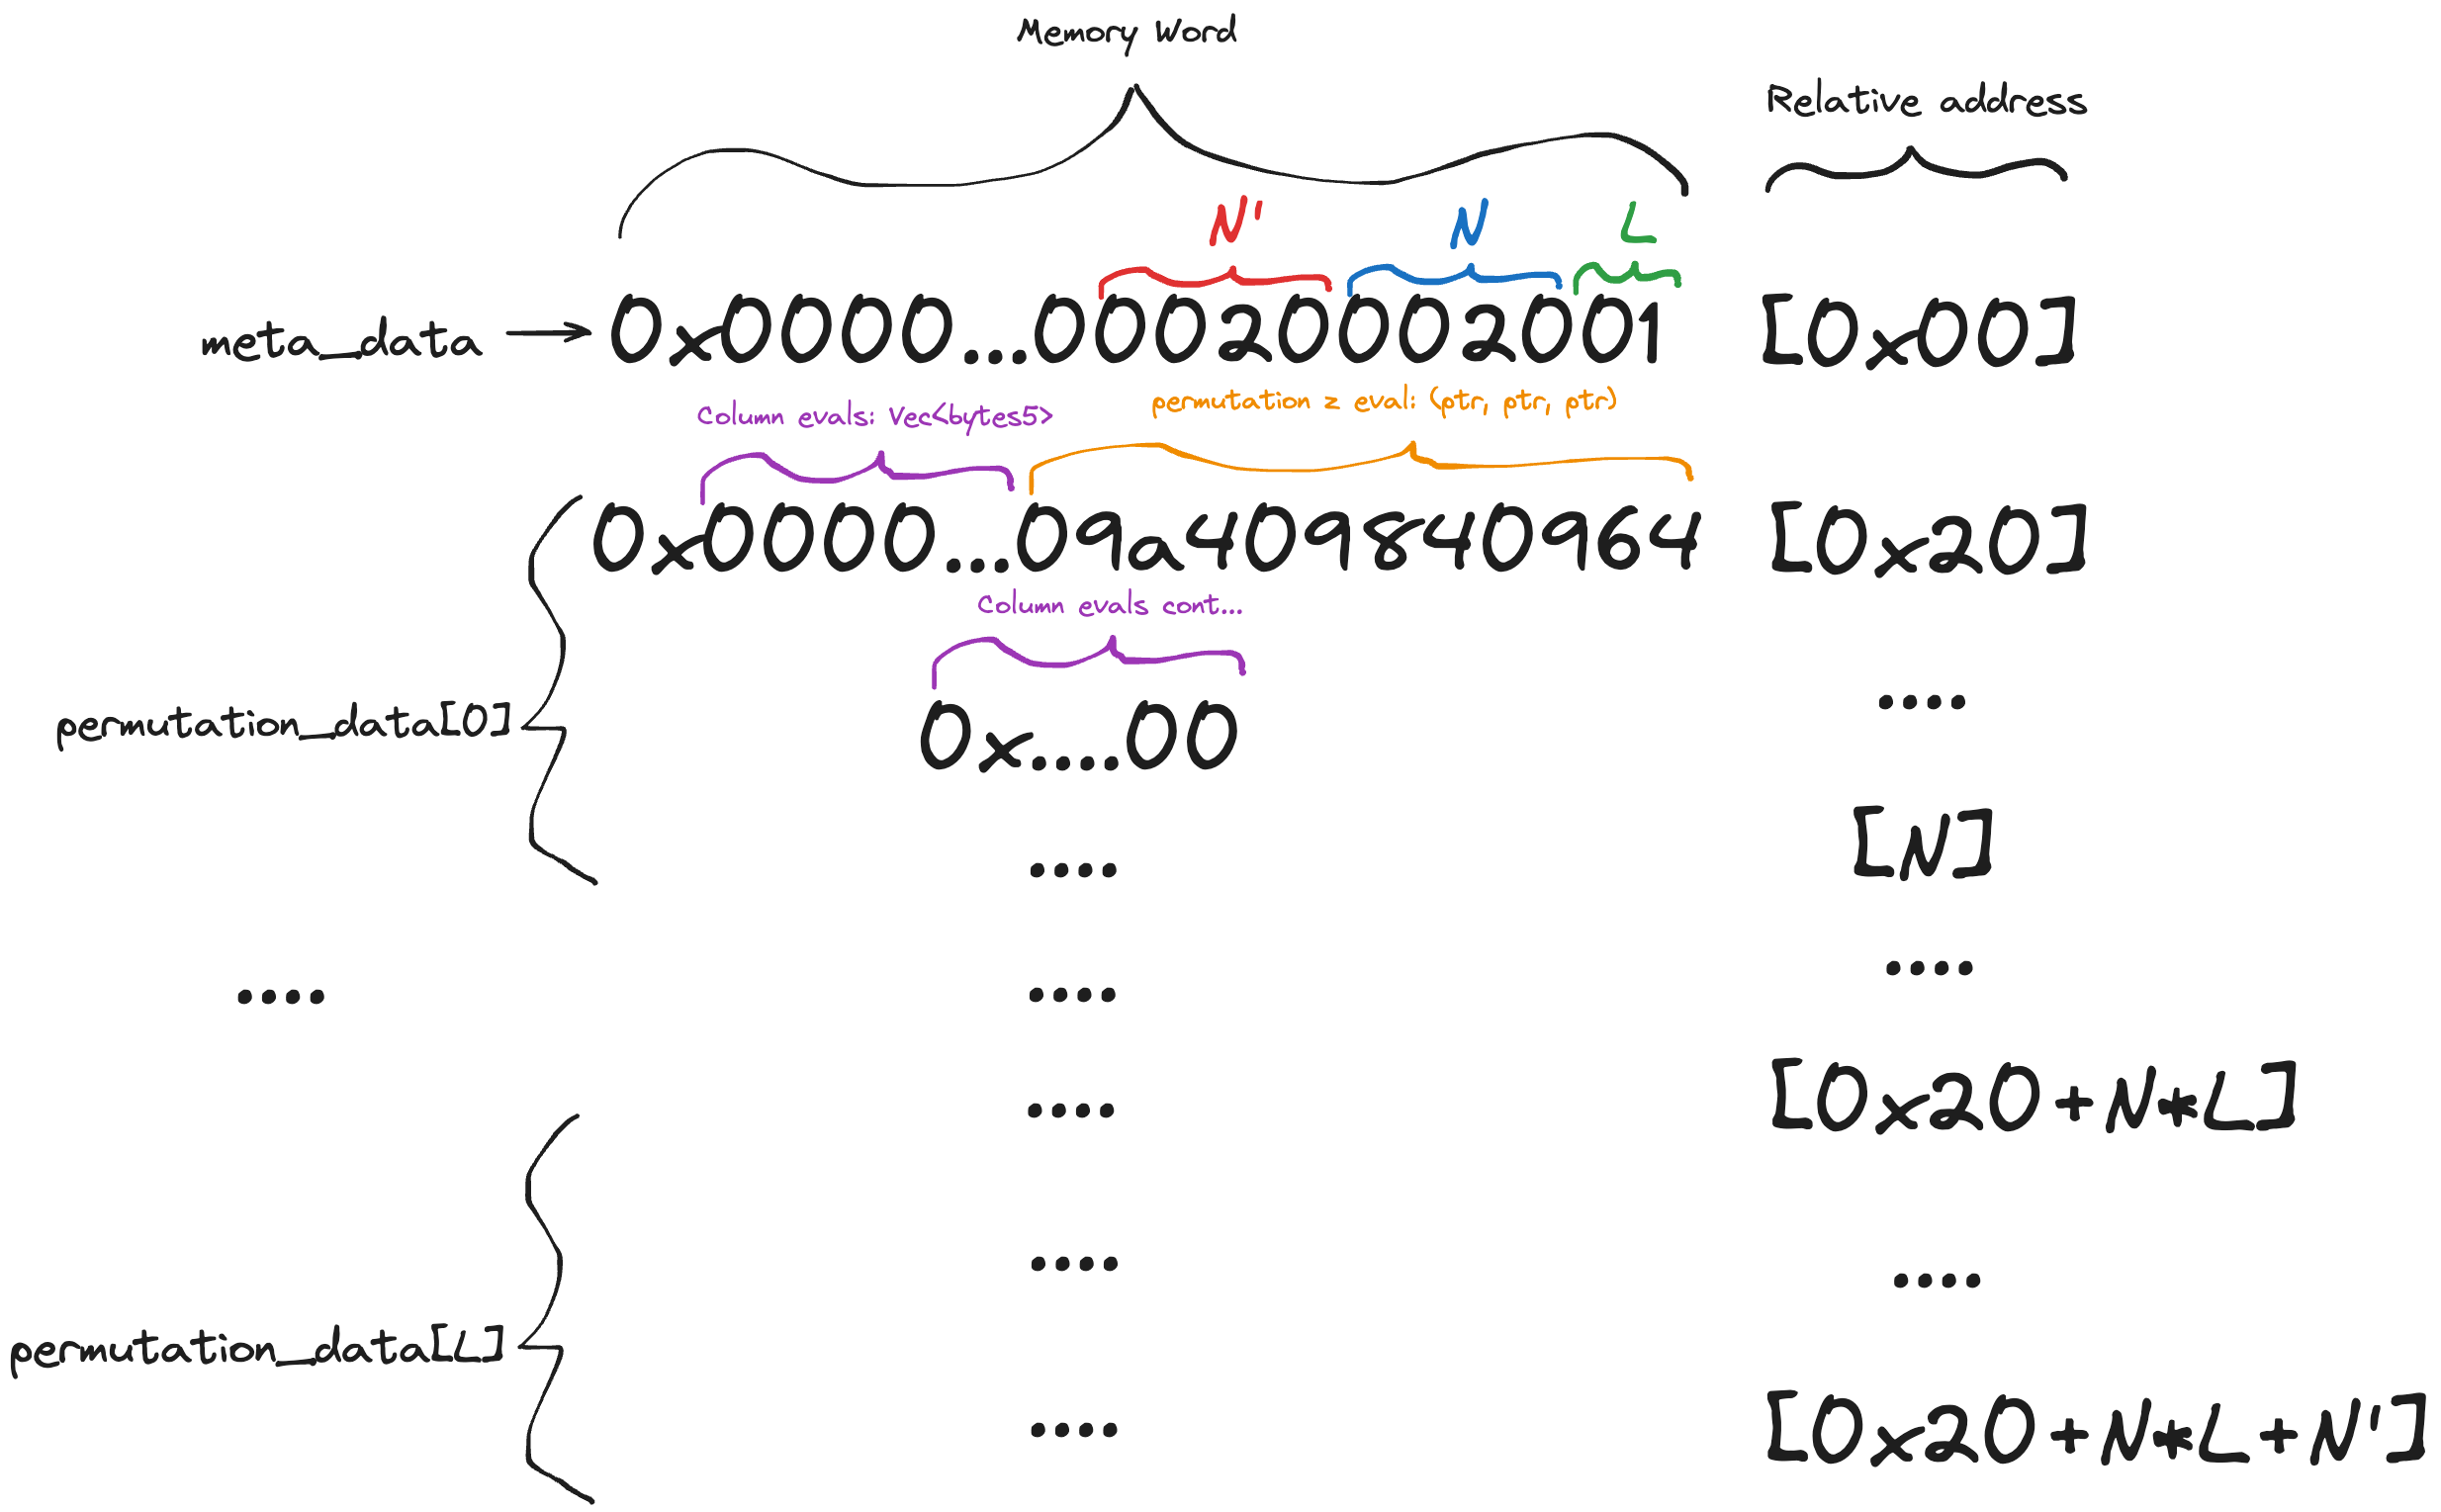 Memory Word
Relative address
N' N L
meta_data 0x0000...00020002001 [0x00]
Column evals: Vec<bytes5> permutation z eval: (ptr, ptr, ptr)
0x0000...09a409840964 [0x20]
Column evals cont...
permutation_data[0] 0x....00 ....
.... [N]
.... .... ....
.... [0x20+N*L]
.... ....
permutation_data[L]
.... [0x20+N*L+N']